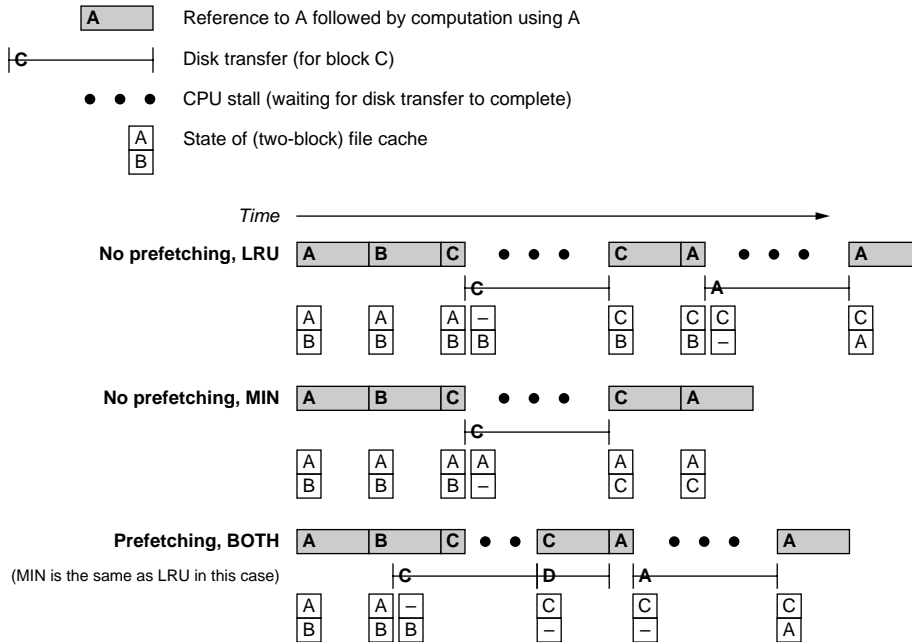 A Reference to A followed by computation using A
C Disk transfer (for block C)
CPU stall (waiting for disk transfer to complete)
A State of (two-block) file cache
B
Time
No prefetching, LRU A B C C A A
C A
A A A – C C C C
B B B B B B – A
No prefetching, MIN A B C C A
C
A A A A A A
B B B – C C
Prefetching, BOTH A B C C A A
(MIN is the same as LRU in this case) C D A
A A – C C C
B B B – – A